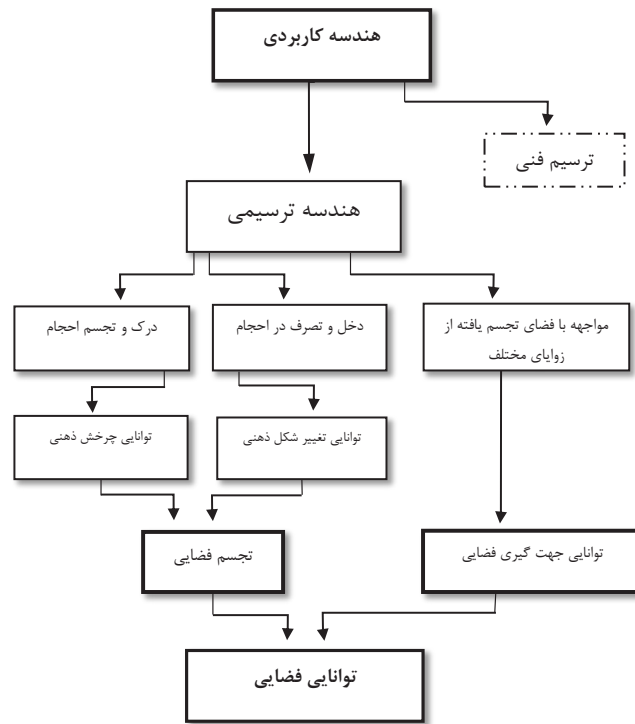 هندسه کاربردی
ترسیم فنی
هندسه ترسیمی
مواجهه با فضای تجسم یافته از
زوایای مختلف
دخل و تصرف در احجام
درک و تجسم احجام
توانایی تغییر شکل ذهنی
توانایی چرخش ذهنی
توانایی جهت گیری فضایی
تجسم فضایی
توانایی فضایی